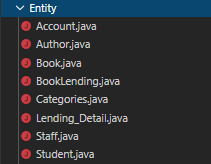 Entity
Account.java
Author.java
Book.java
BookLending.java
Categories.java
Lending_Detail.java
Staff.java
Student.java